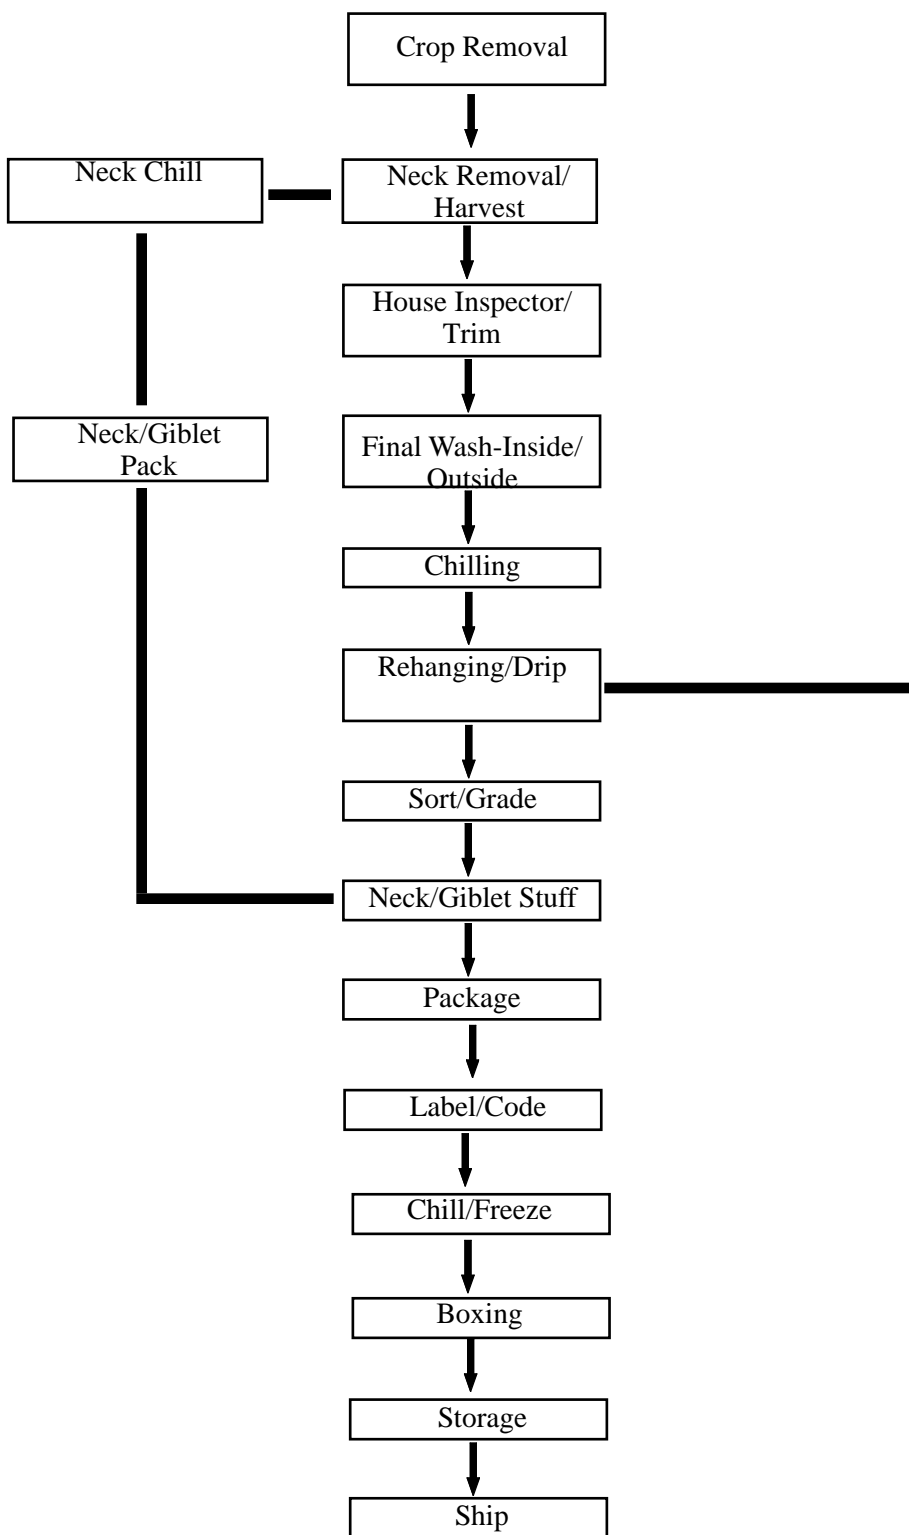 Crop Removal
Neck Chill
Neck Removal/
Harvest
House Inspector/
Trim
Neck/Giblet
Pack
Final Wash-Inside/
Outside
Chilling
Rehanging/Drip
Sort/Grade
Neck/Giblet Stuff
Package
Label/Code
Chill/Freeze
Boxing
Storage
Ship